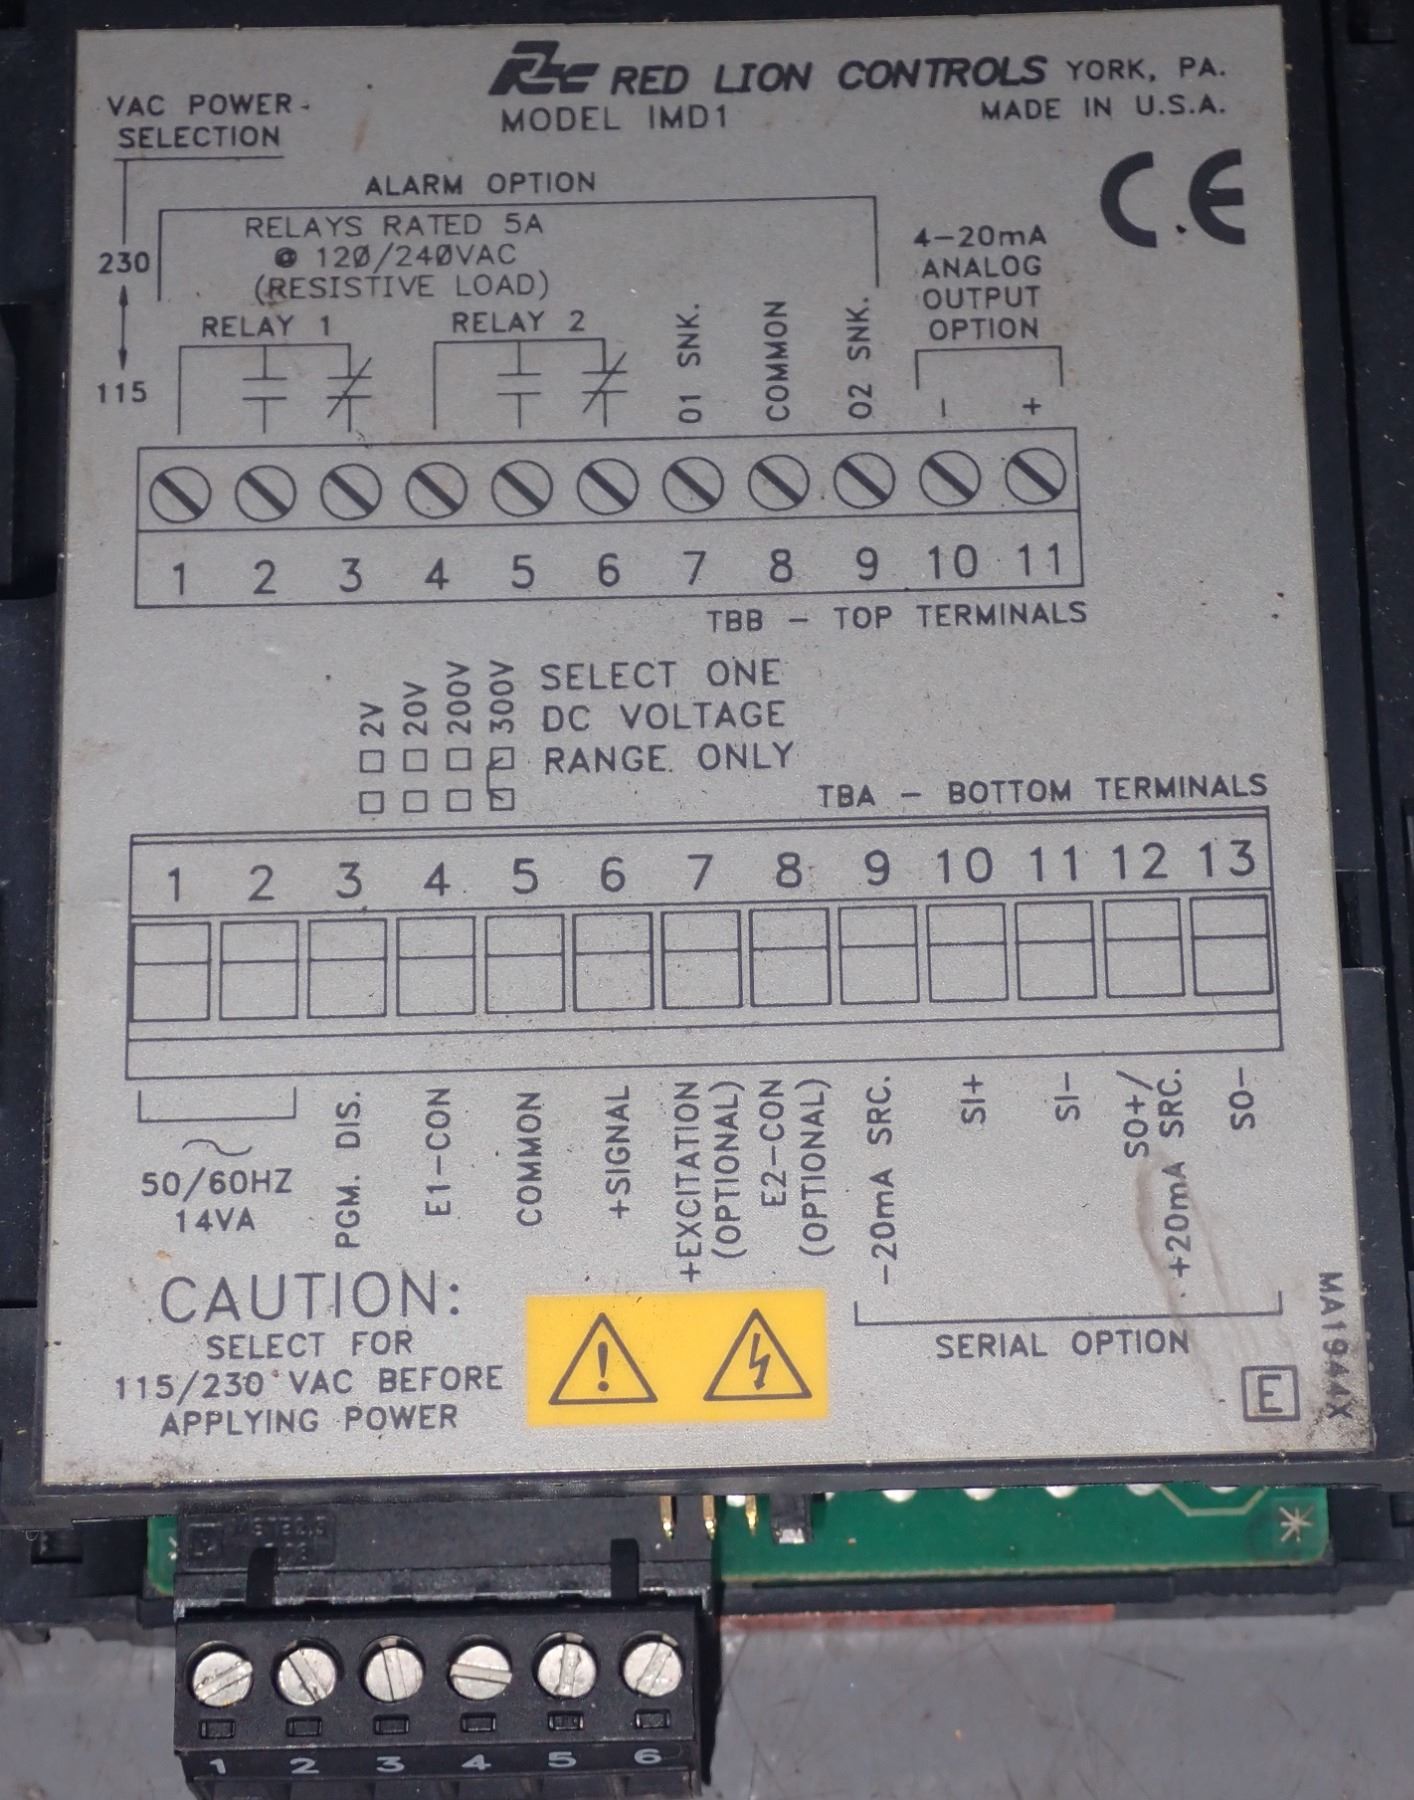 RED LION CONTROLS YORK, PA.
MODEL IMD1 MADE IN U.S.A.
VAC POWER
SELECTION
CE
ALARM OPTION
RELAYS RATED 5A
@ 120/240VAC
(RESISTIVE LOAD)
230
115
RELAY 1
RELAY 2
O1 SNK.
COMMON
O2 SNK.
4-20mA
ANALOG
OUTPUT
OPTION
- +
1 2 3 4 5 6 7 8 9 10 11
TBB - TOP TERMINALS
2V
20V
200V
300V
SELECT ONE
DC VOLTAGE
RANGE ONLY
TBA - BOTTOM TERMINALS
1 2 3 4 5 6 7 8 9 10 11 12 13
50/60HZ
14VA
PGM. DIS.
E1-CON
COMMON
+SIGNAL
+EXCITATION
(OPTIONAL)
E2-CON
(OPTIONAL)
-20mA SRC.
SI+
SI-
SO+/
+20mA SRC.
SO-
SERIAL OPTION
CAUTION:
SELECT FOR
115/230 VAC BEFORE
APPLYING POWER
E
MA1944X
1 2 3 4 5 6